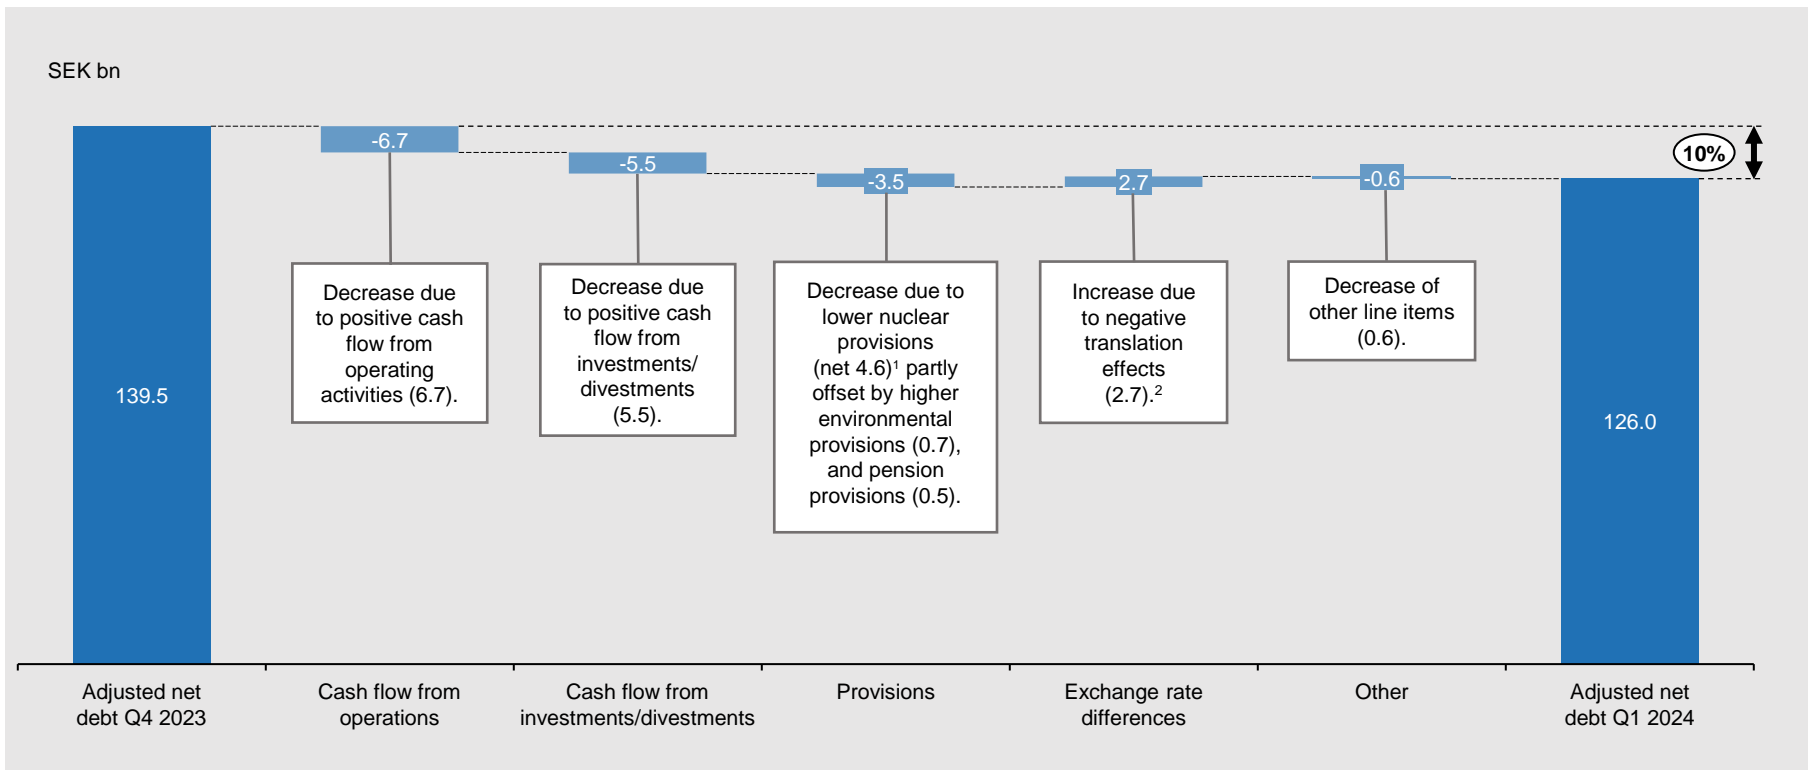 SEK bn
-6.7
-5.5
-3.5
2.7
-0.6
10%
139.5
126.0
Decrease due
to positive cash
flow from
operating
activities (6.7).
Decrease due
to positive cash
flow from
investments/
divestments
(5.5).
Decrease due to
lower nuclear
provisions
(net 4.6)¹ partly
offset by higher
environmental
provisions (0.7),
and pension
provisions (0.5).
Increase due
to negative
translation
effects
(2.7).²
Decrease of
other line items
(0.6).
Adjusted net
debt Q4 2023
Cash flow from
operations
Cash flow from
investments/divestments
Provisions
Exchange rate
differences
Other
Adjusted net
debt Q1 2024